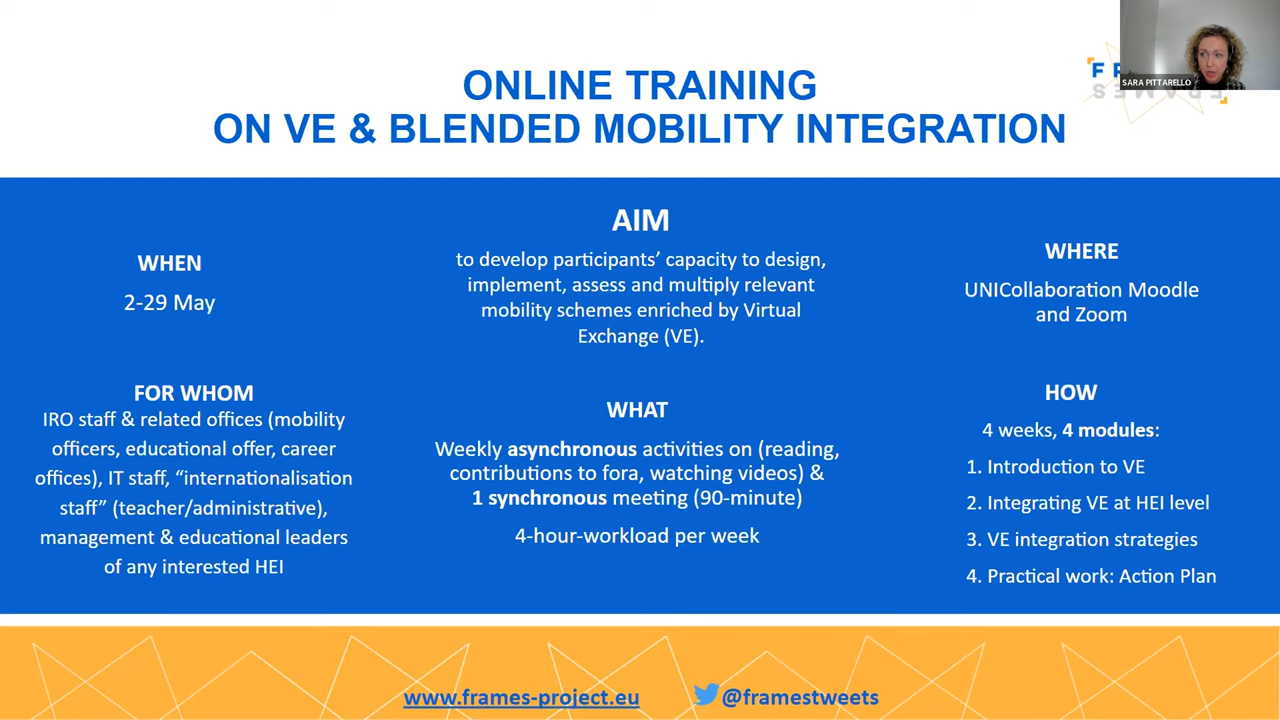 ONLINE TRAINING
ON VE & BLENDED MOBILITY INTEGRATION
SARA PITTARELLO
WHEN
2-29 May
AIM
to develop participants’ capacity to design,
implement, assess and multiply relevant
mobility schemes enriched by Virtual
Exchange (VE).
WHERE
UNICollaboration Moodle
and Zoom
FOR WHOM
IRO staff & related offices (mobility
officers, educational offer, career
offices), IT staff, “internationalisation
staff” (teacher/administrative),
management & educational leaders
of any interested HEI
WHAT
Weekly asynchronous activities on (reading,
contributions to fora, watching videos) &
1 synchronous meeting (90-minute)
4-hour-workload per week
HOW
4 weeks, 4 modules:
1. Introduction to VE
2. Integrating VE at HEI level
3. VE integration strategies
4. Practical work: Action Plan
www.frames-project.eu
@framestweets